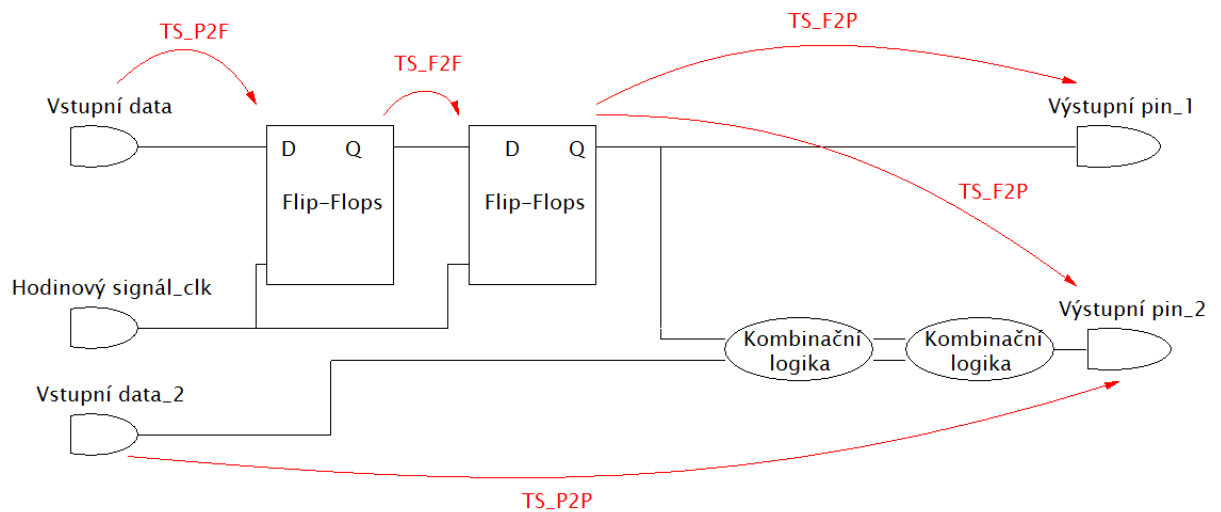 TS_P2F
TS_F2F
TS_F2P
Vstupní data
Výstupní pin_1
D Q
D Q
Flip-Flops
Flip-Flops
TS_F2P
Hodinový signál_clk
Výstupní pin_2
Kombinační
logika
Kombinační
logika
Vstupní data_2
TS_P2P